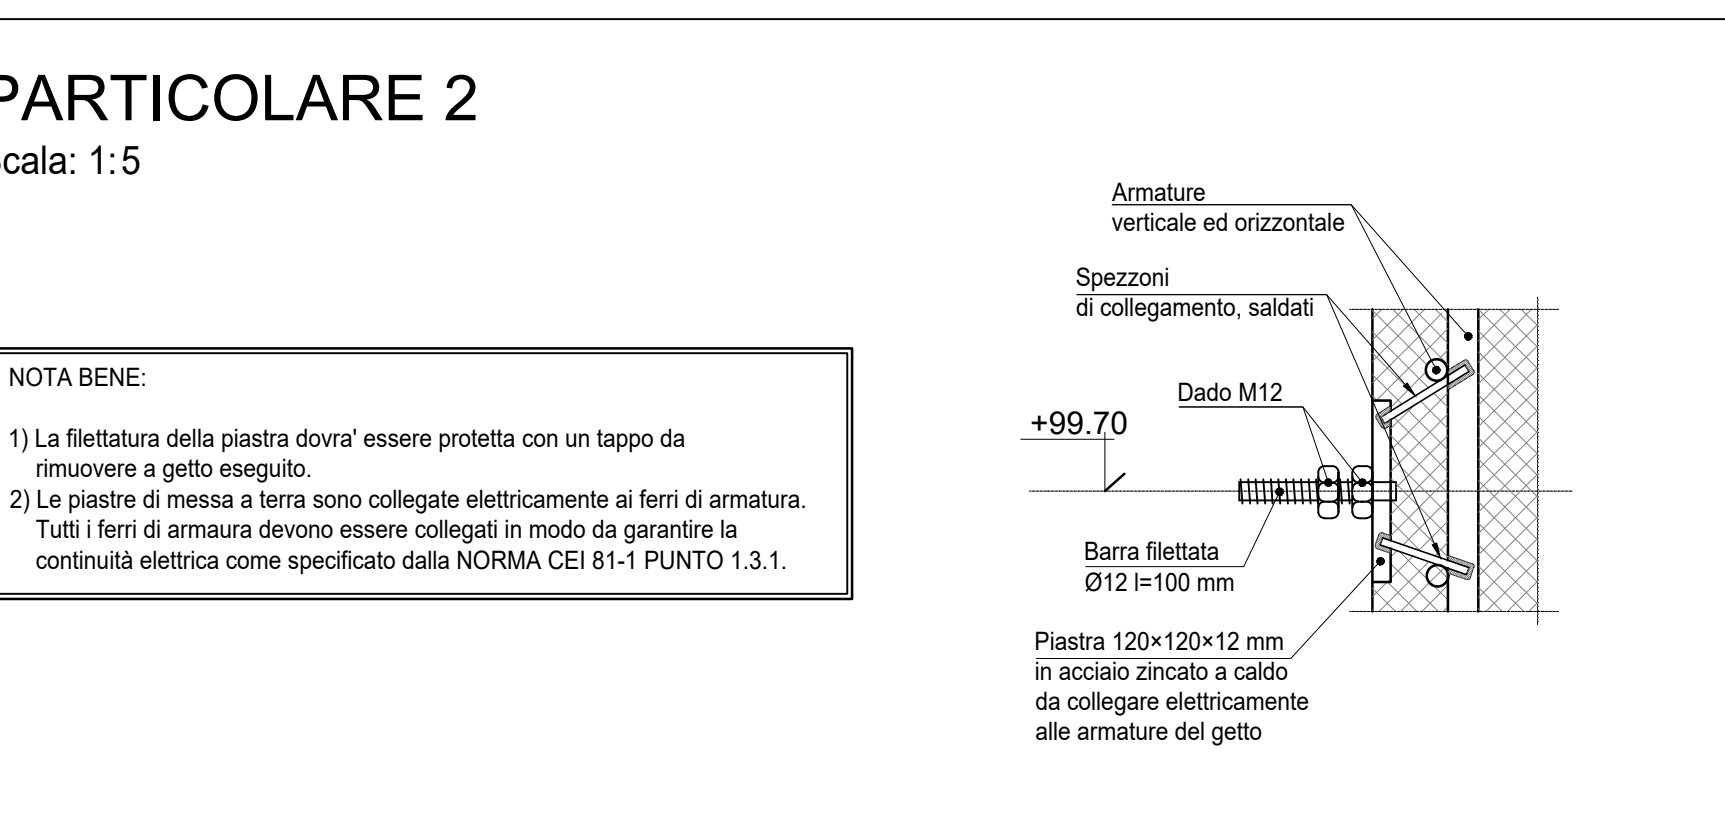 PARTICOLARE 2
Scala: 1:5
NOTA BENE:
1) La filettatura della piastra dovra' essere protetta con un tappo da
rimuovere a getto eseguito.
2) Le piastre di messa a terra sono collegate elettricamente ai ferri di armatura.
Tutti i ferri di armaura devono essere collegati in modo da garantire la
continuità elettrica come specificato dalla NORMA CEI 81-1 PUNTO 1.3.1.
Armature
verticale ed orizzontale
Spezzoni
di collegamento, saldati
Dado M12
+99.70
Barra filettata
Ø12 l=100 mm
Piastra 120×120×12 mm
in acciaio zincato a caldo
da collegare elettricamente
alle armature del getto